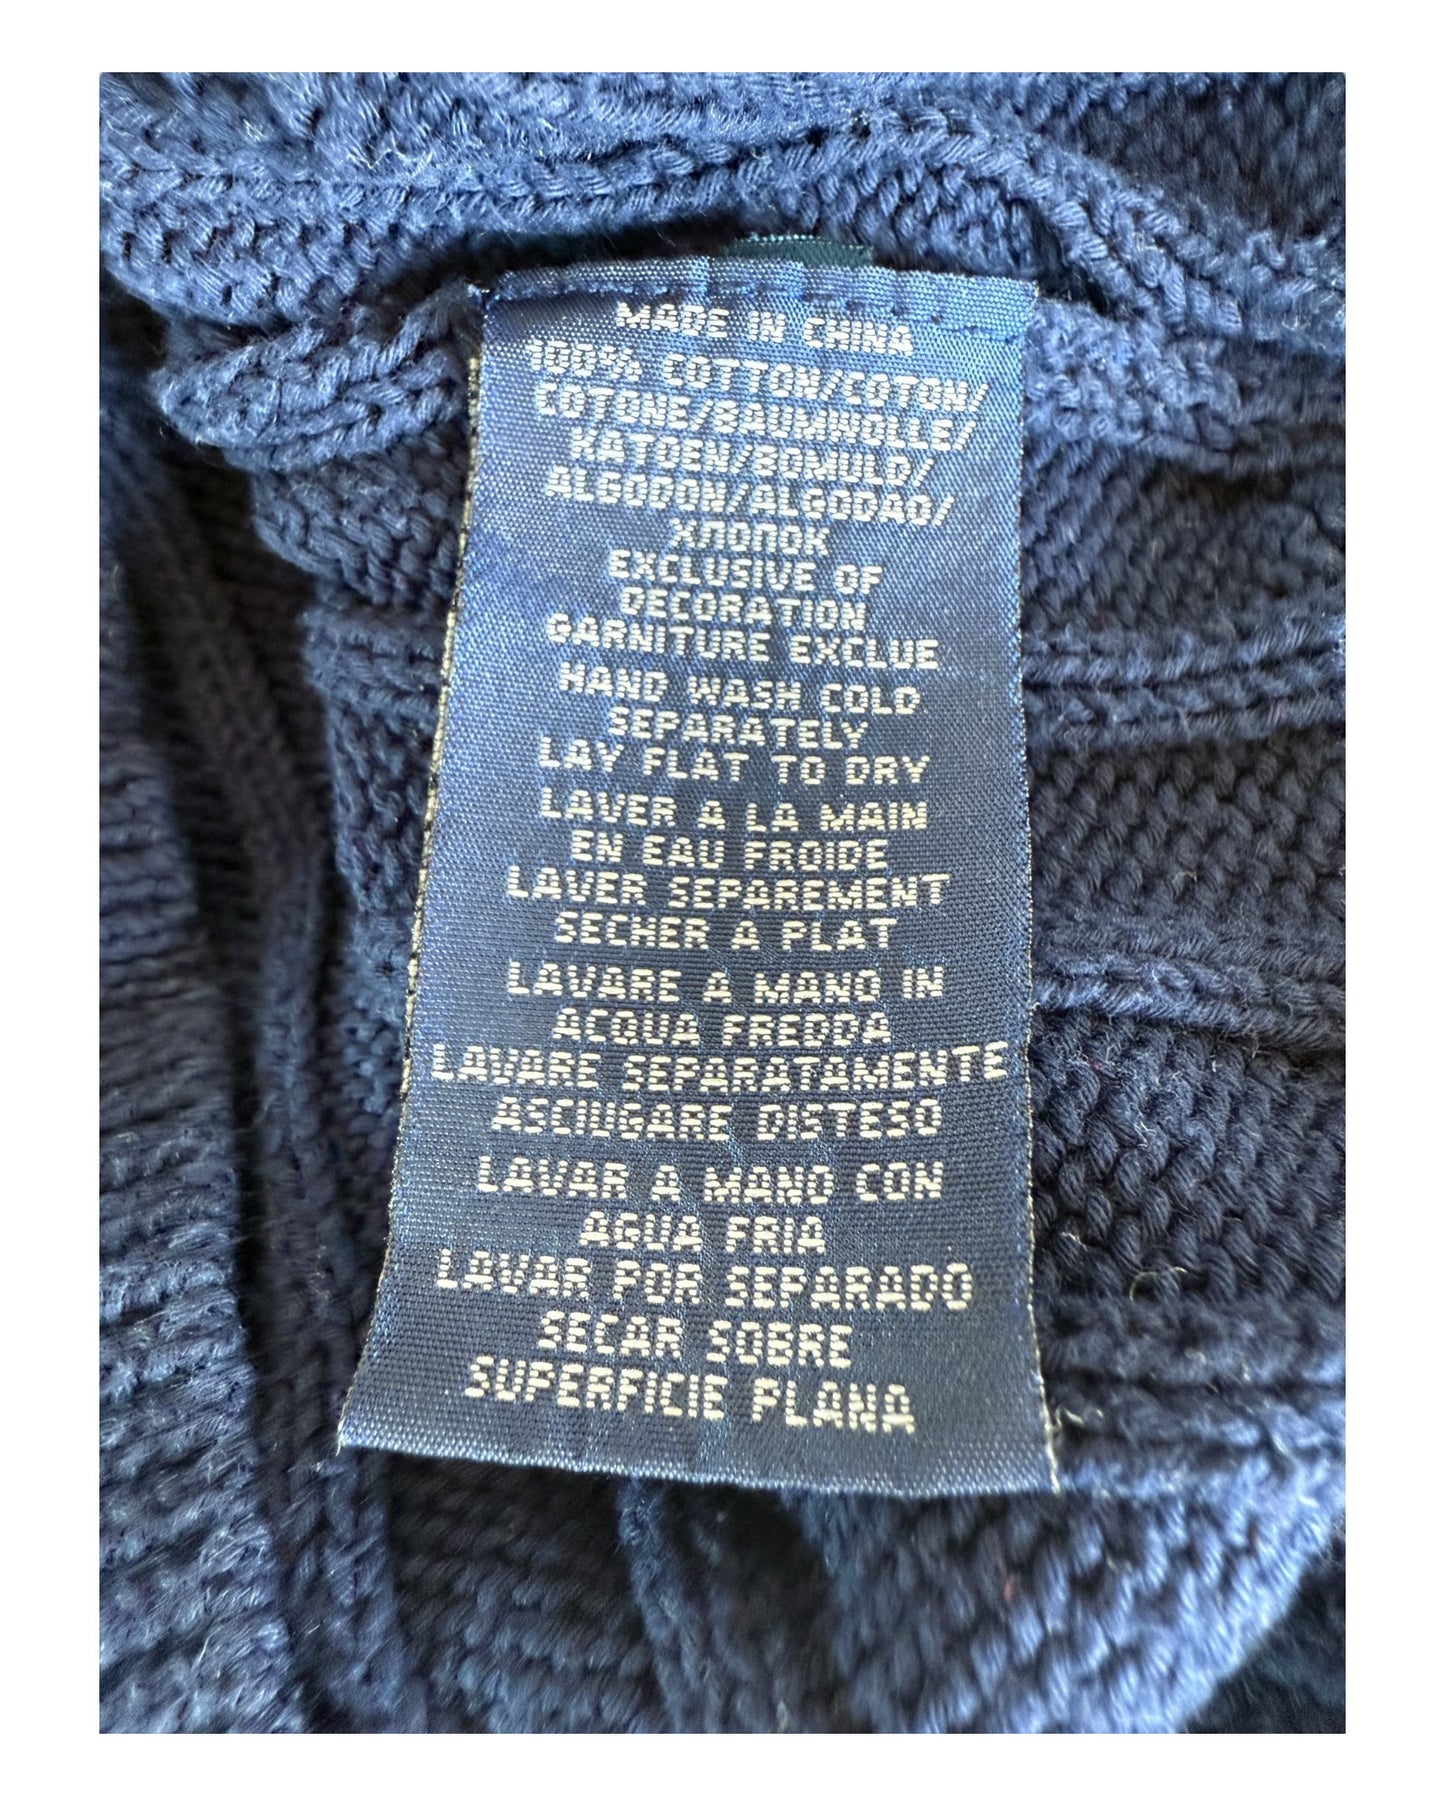 MADE IN CHINA
100% COTTON/COTON/
COTONE/BAUMWOLLE/
KATOEN/BOMULD/
ALGODON/ALGODAO/
ХЛОПОК
EXCLUSIVE OF
DECORATION
GARNITURE EXCLUE
HAND WASH COLD
SEPARATELY
LAY FLAT TO DRY
LAVER A LA MAIN
EN EAU FROIDE
LAVER SEPAREMENT
SECHER A PLAT
LAVARE A MANO IN
ACQUA FREDDA
LAVARE SEPARATAMENTE
ASCIUGARE DISTESO
LAVAR A MANO CON
AGUA FRIA
LAVAR POR SEPARADO
SECAR SOBRE
SUPERFICIE PLANA